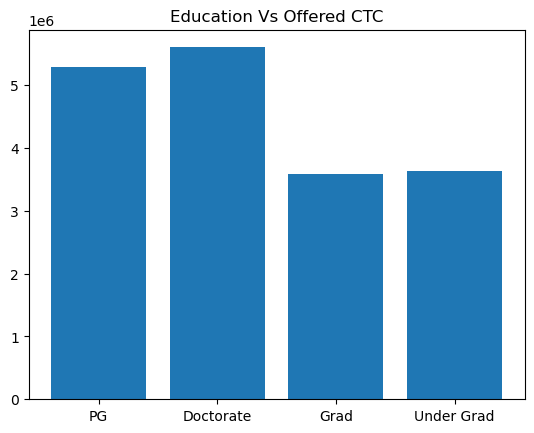 Education Vs Offered CTC
1e6
5
4
3
2
1
0
PG Doctorate Grad Under Grad